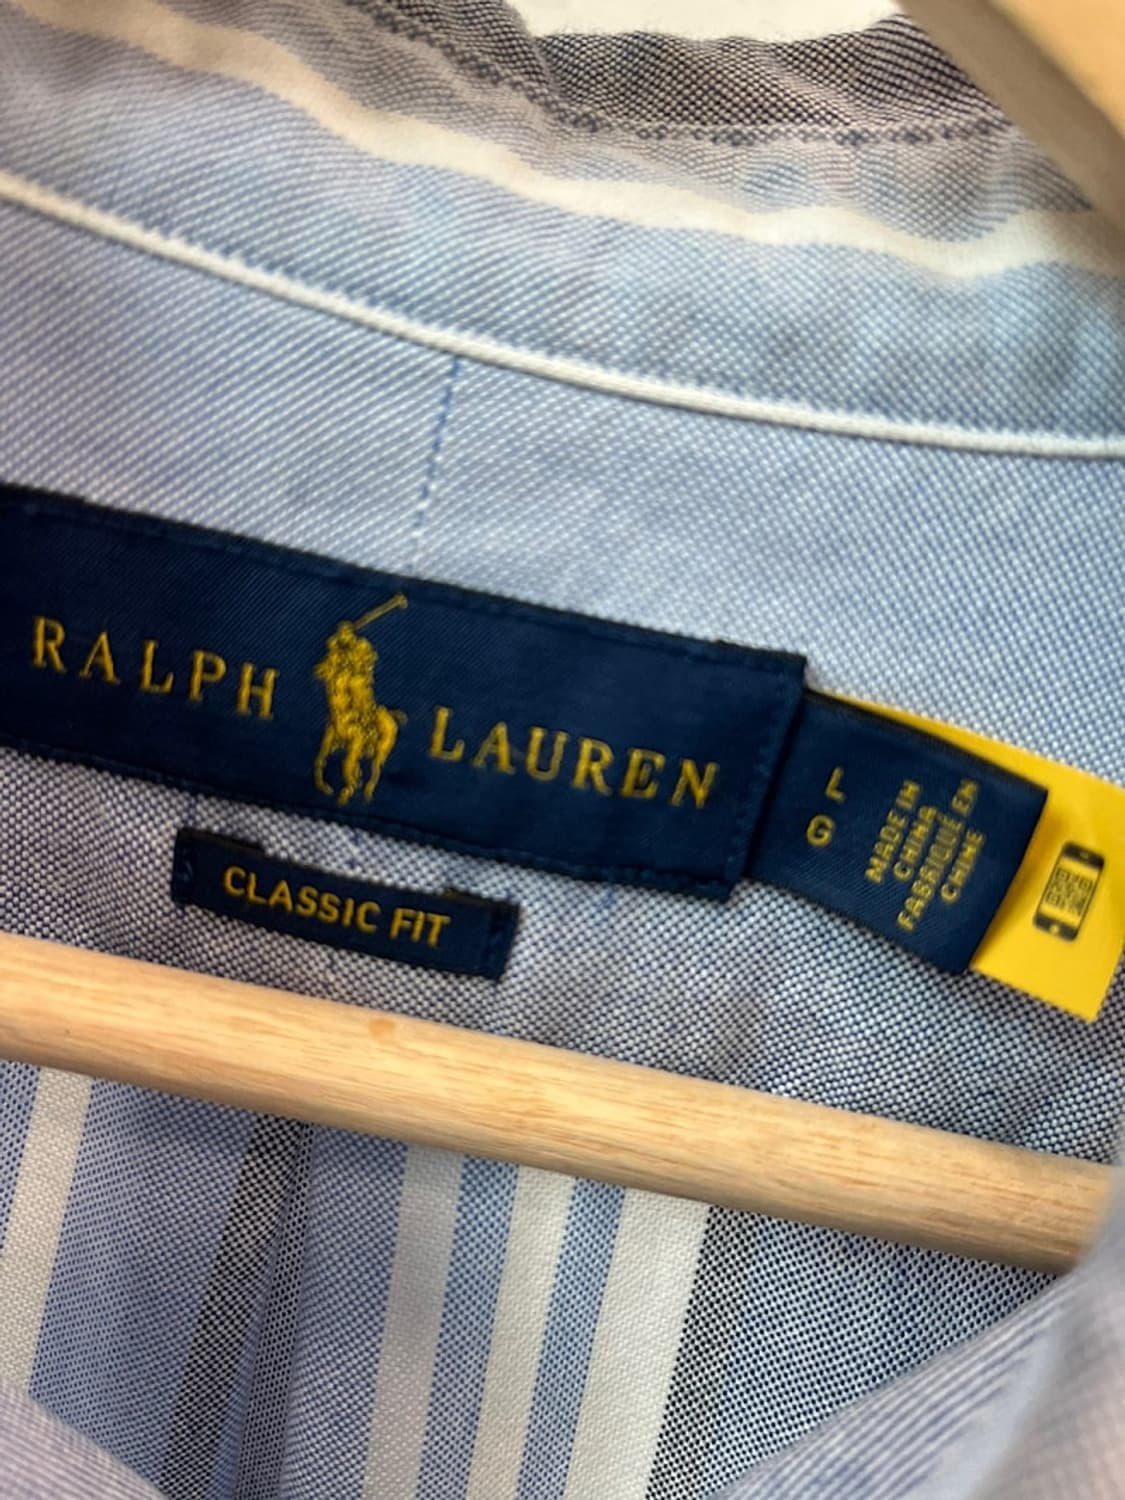 RALPH LAUREN
CLASSIC FIT
L
G
MADE IN
CHINA
FABRIQUÉ EN
CHINE